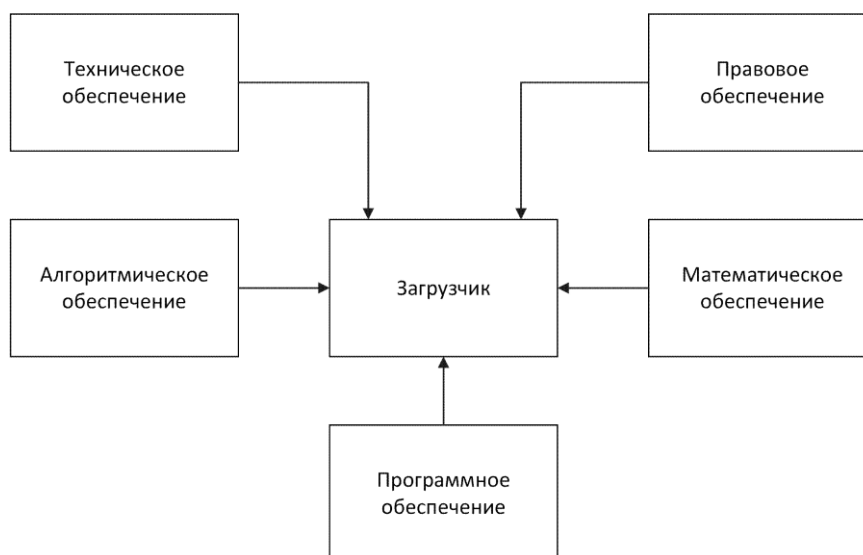 Техническое
обеспечение
Правовое
обеспечение
Алгоритмическое
обеспечение
Загрузчик
Математическое
обеспечение
Программное
обеспечение